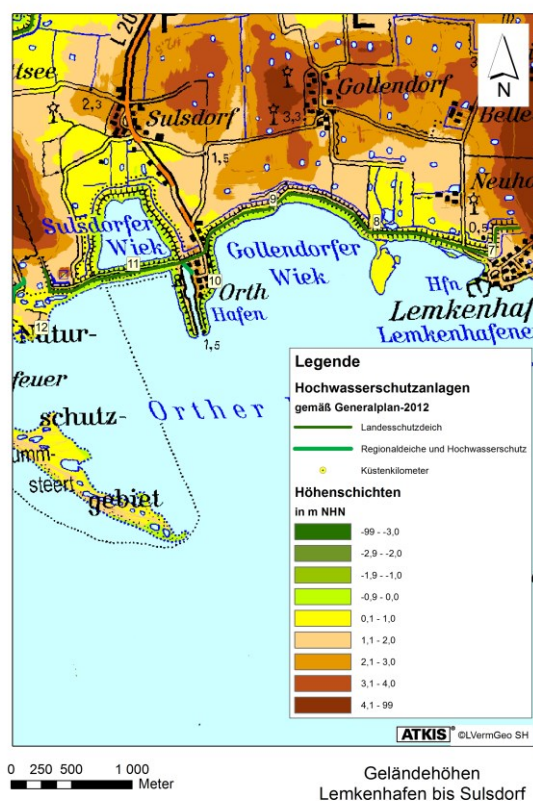 L 20
F
L
ttsee
2,3
Sulsdorf
3,3
Gollendorf
N
Belle
1,5
Neuho
Sulsdorfer
Wiek
9
8
0,5
7
11
10
Gollendorfer
Wiek
Orth
Hafen
Hfn
Lemkenhaf
Lemkenhafene
12
1,5
Natur-
feuer
schutz-
Orther
umm-
steert
gebiet
Legende
Hochwasserschutzanlagen
gemäß Generalplan-2012
Landesschutzdeich
Regionaldeiche und Hochwasserschutz
Küstenkilometer
Höhenschichten
in m NHN
-99 - -3,0
-2,9 - -2,0
-1,9 - -1,0
-0,9 - 0,0
0,1 - 1,0
1,1 - 2,0
2,1 - 3,0
3,1 - 4,0
4,1 - 99
ATKIS® ©LVermGeo SH
0 250 500 1 000
Meter
Geländehöhen
Lemkenhafen bis Sulsdorf